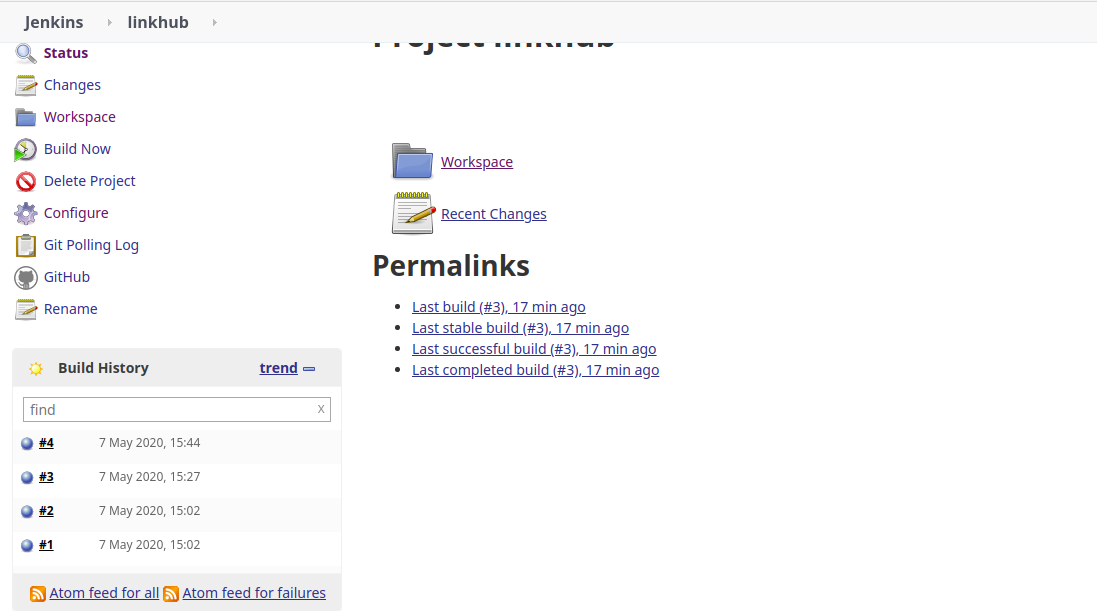 Jenkins linkhub
Project linkhub
Status
Changes
Workspace
Build Now
Delete Project
Configure
Git Polling Log
GitHub
Rename
Build History trend
find x
#4 7 May 2020, 15:44
#3 7 May 2020, 15:27
#2 7 May 2020, 15:02
#1 7 May 2020, 15:02
Atom feed for all Atom feed for failures
Workspace
Recent Changes
Permalinks
Last build (#3), 17 min ago
Last stable build (#3), 17 min ago
Last successful build (#3), 17 min ago
Last completed build (#3), 17 min ago